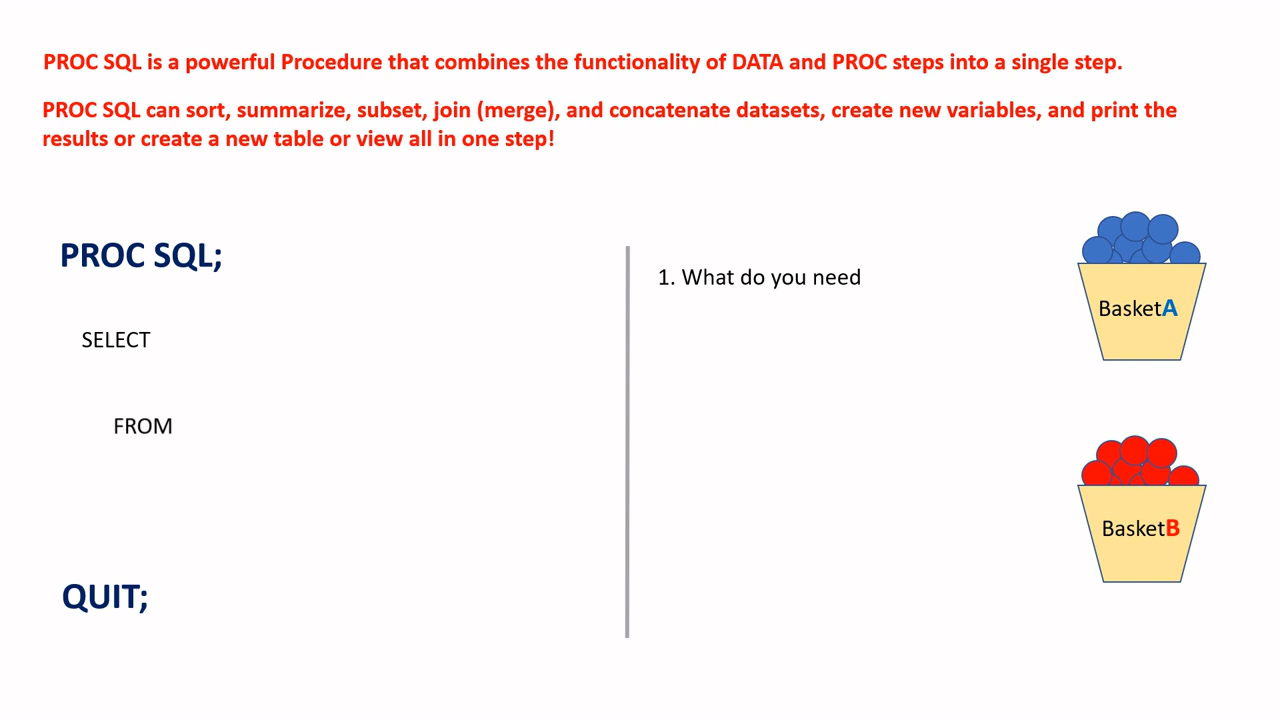 PROC SQL is a powerful Procedure that combines the functionality of DATA and PROC steps into a single step.
PROC SQL can sort, summarize, subset, join (merge), and concatenate datasets, create new variables, and print the
results or create a new table or view all in one step!
PROC SQL;
SELECT
FROM
QUIT;
1. What do you need
BasketA
BasketB